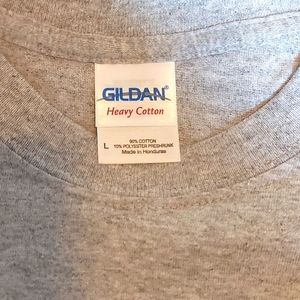 GILDAN®
Heavy Cotton
L
90% COTTON
10% POLYESTER PRESHRUNK
Made in Honduras